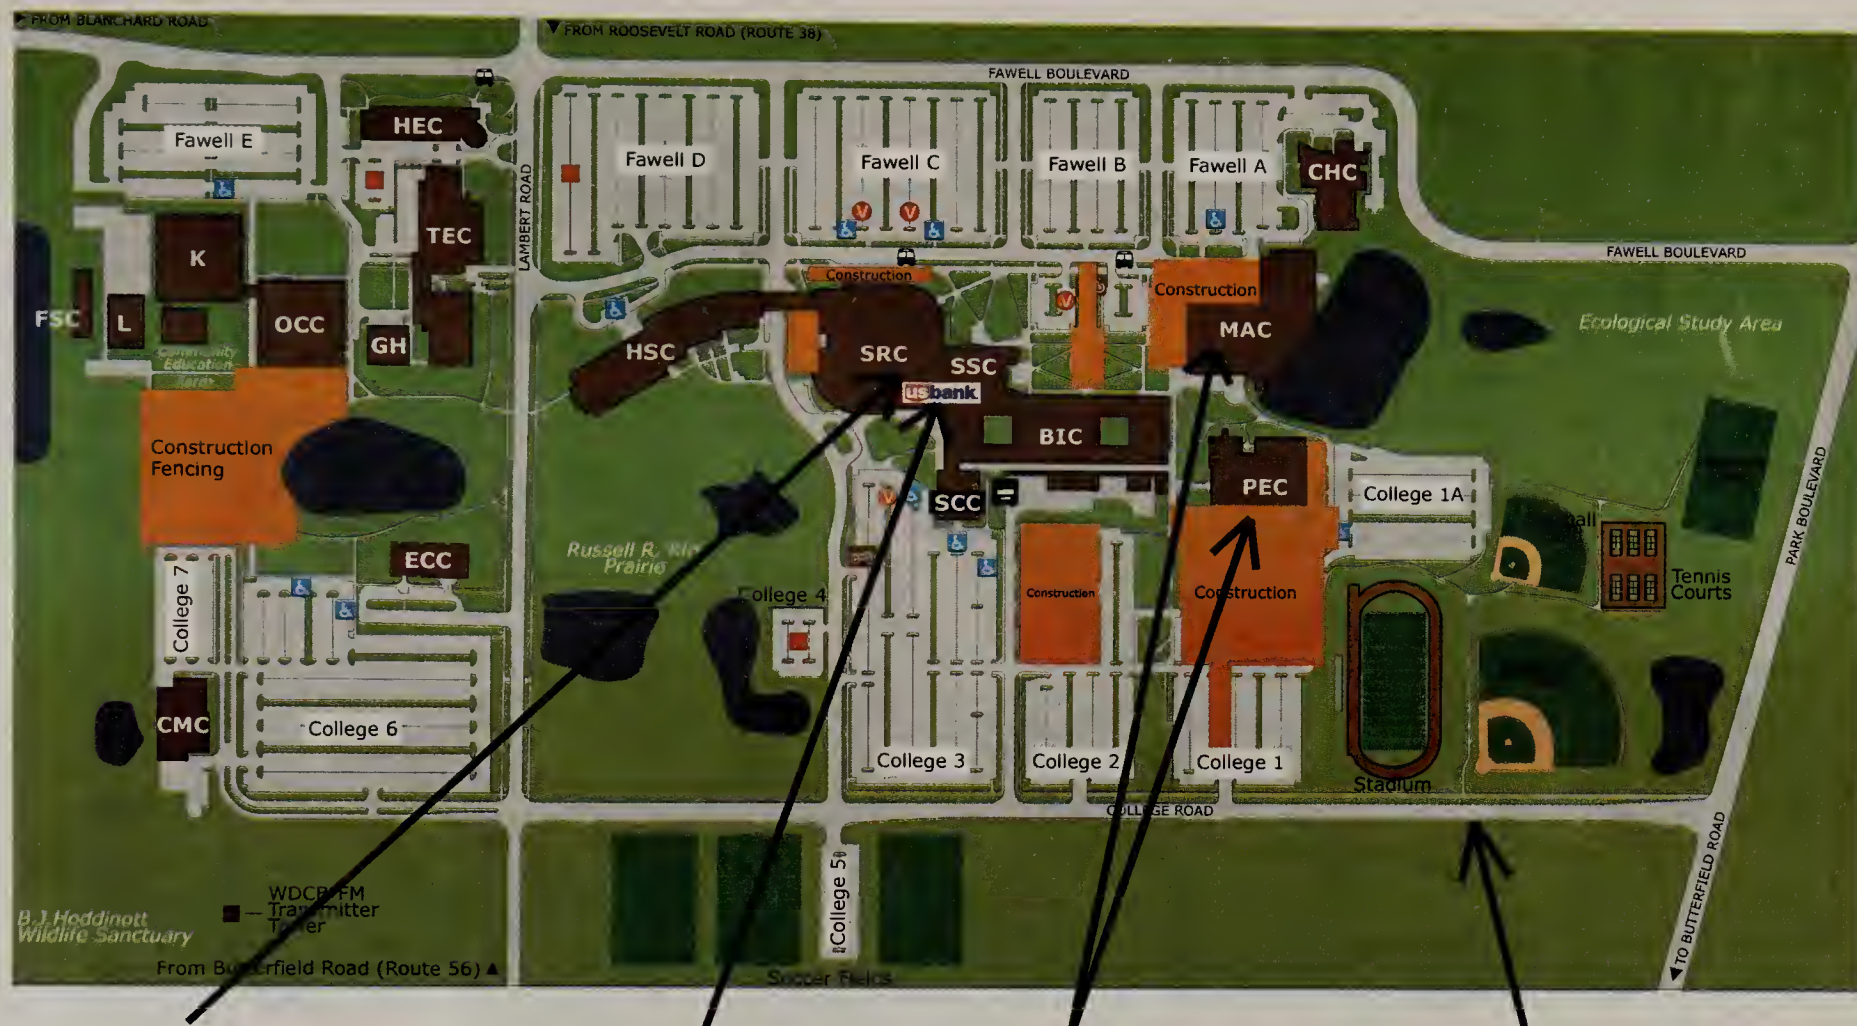 FROM BLANCHARD ROAD
FROM ROOSEVELT ROAD (ROUTE 38)
FAWELL BOULEVARD
HEC
Fawell E
Fawell D
Fawell C
Fawell B
Fawell A
CHC
LAMBERT ROAD
TEC
K
FAWELL BOULEVARD
Construction
Construction
FSC
L
OCC
GH
HSC
SRC
SSC
MAC
Ecological Study Area
Community
Education
usbank
BIC
Construction
Fencing
PEC
College 1A
SCC
PARK BOULEVARD
Russell R.
Prairie
ECC
College 7
College 4
Construction
Construction
Tennis
Courts
CMC
College 6
College 3
College 2
College 1
Stadium
COLLEGE ROAD
College 5
WDCB FM
Transmitter
Tower
B.J Hoddinott
Wildlife Sanctuary
From Butterfield Road (Route 56)
Soccer Fields
TO BUTTERFIELD ROAD